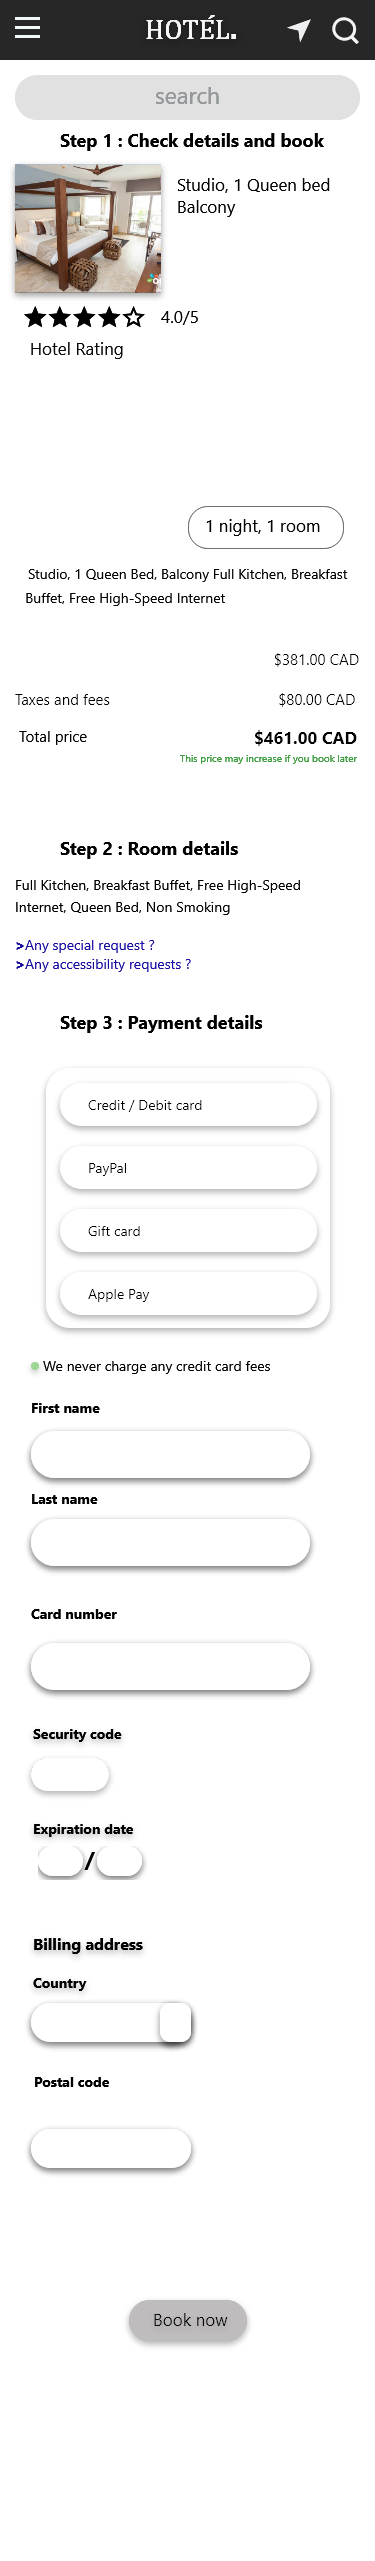 HOTÉL.
search
Step 1 : Check details and book
Studio, 1 Queen bed
Balcony
4.0/5
Hotel Rating
1 night, 1 room
Studio, 1 Queen Bed, Balcony Full Kitchen, Breakfast
Buffet, Free High-Speed Internet
$381.00 CAD
Taxes and fees $80.00 CAD
Total price $461.00 CAD
This price may increase if you book later
Step 2 : Room details
Full Kitchen, Breakfast Buffet, Free High-Speed
Internet, Queen Bed, Non Smoking
>Any special request ?
>Any accessibility requests ?
Step 3 : Payment details
Credit / Debit card
PayPal
Gift card
Apple Pay
We never charge any credit card fees
First name
Last name
Card number
Security code
Expiration date
/
Billing address
Country
Postal code
Book now